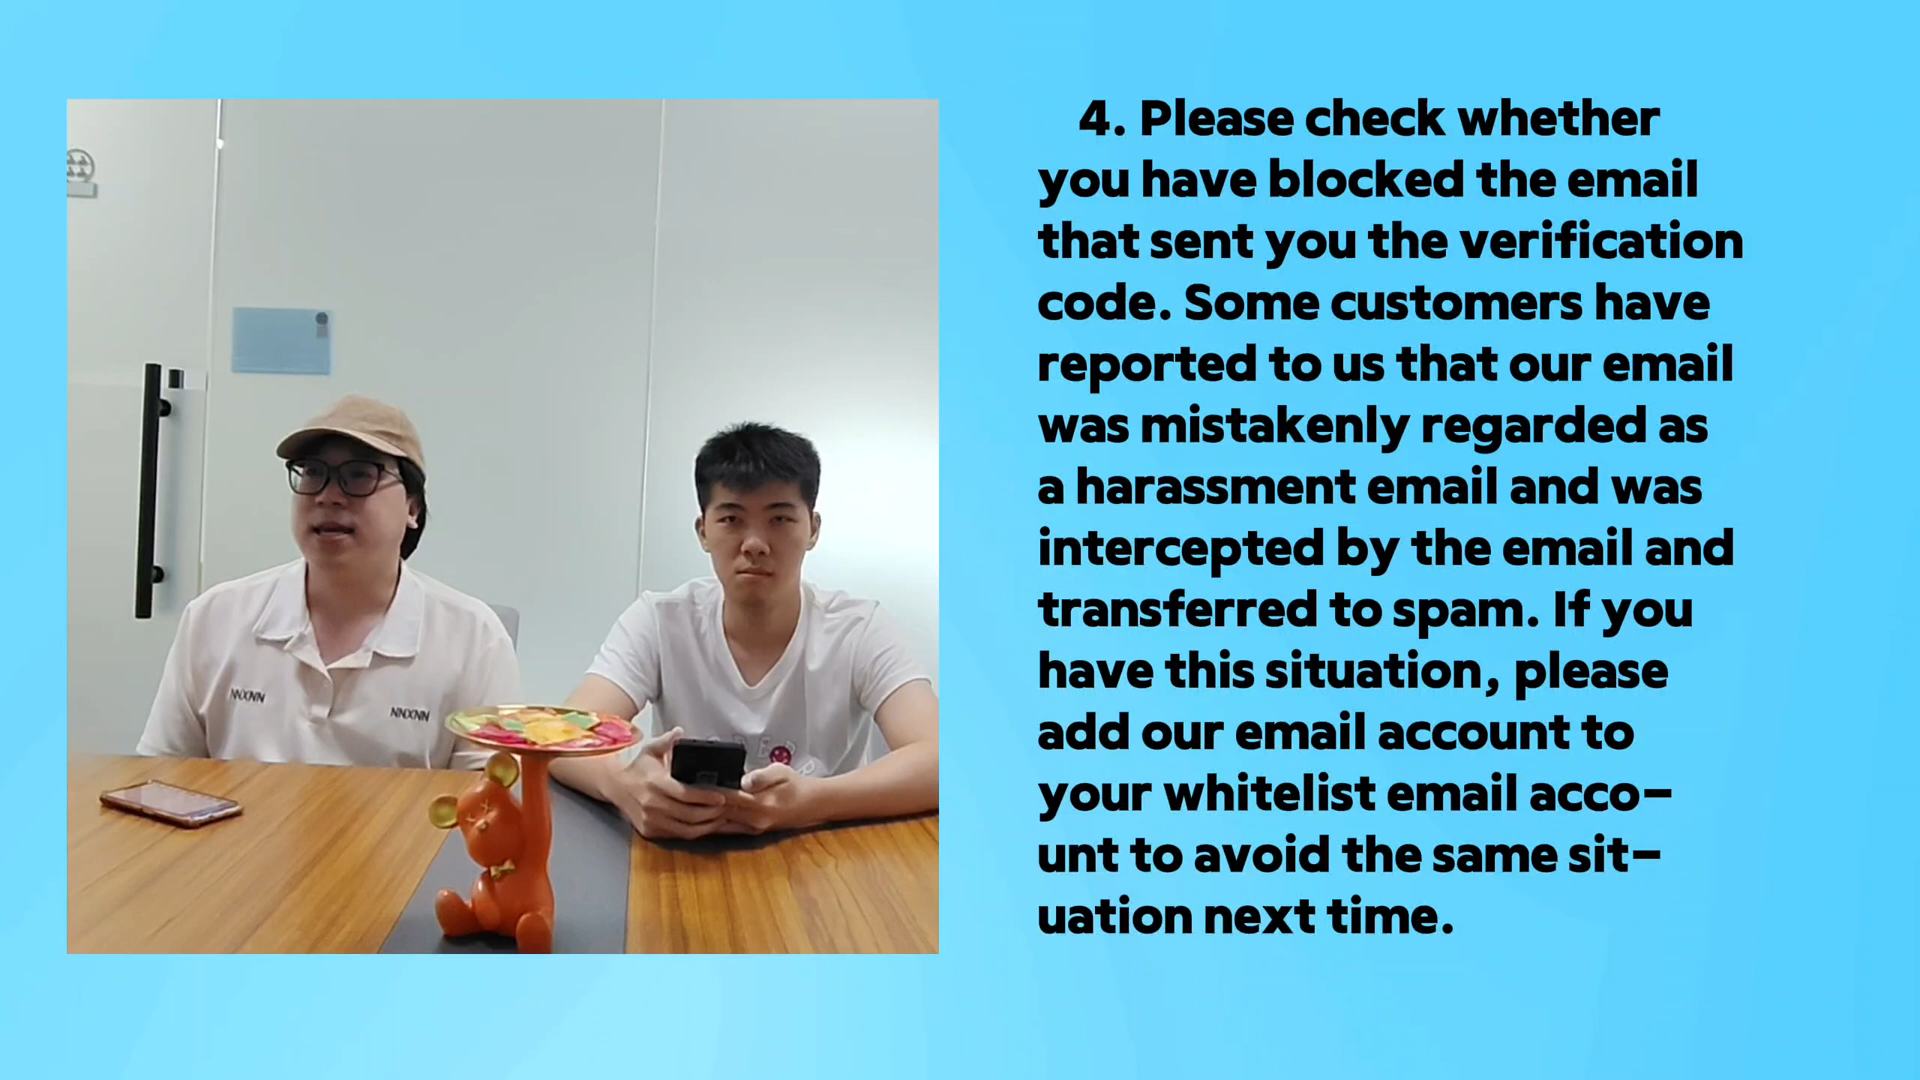 4. Please check whether
you have blocked the email
that sent you the verification
code. Some customers have
reported to us that our email
was mistakenly regarded as
a harassment email and was
intercepted by the email and
transferred to spam. If you
have this situation, please
add our email account to
your whitelist email acco-
unt to avoid the same sit-
uation next time.
NNXNN
NNXNN